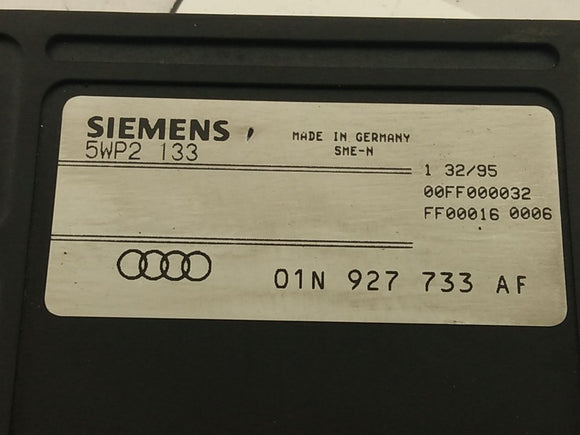 SIEMENS
5WP2 133
MADE IN GERMANY
SME-N
1 32/95
00FF000032
FF00016 0006
01N 927 733 AF